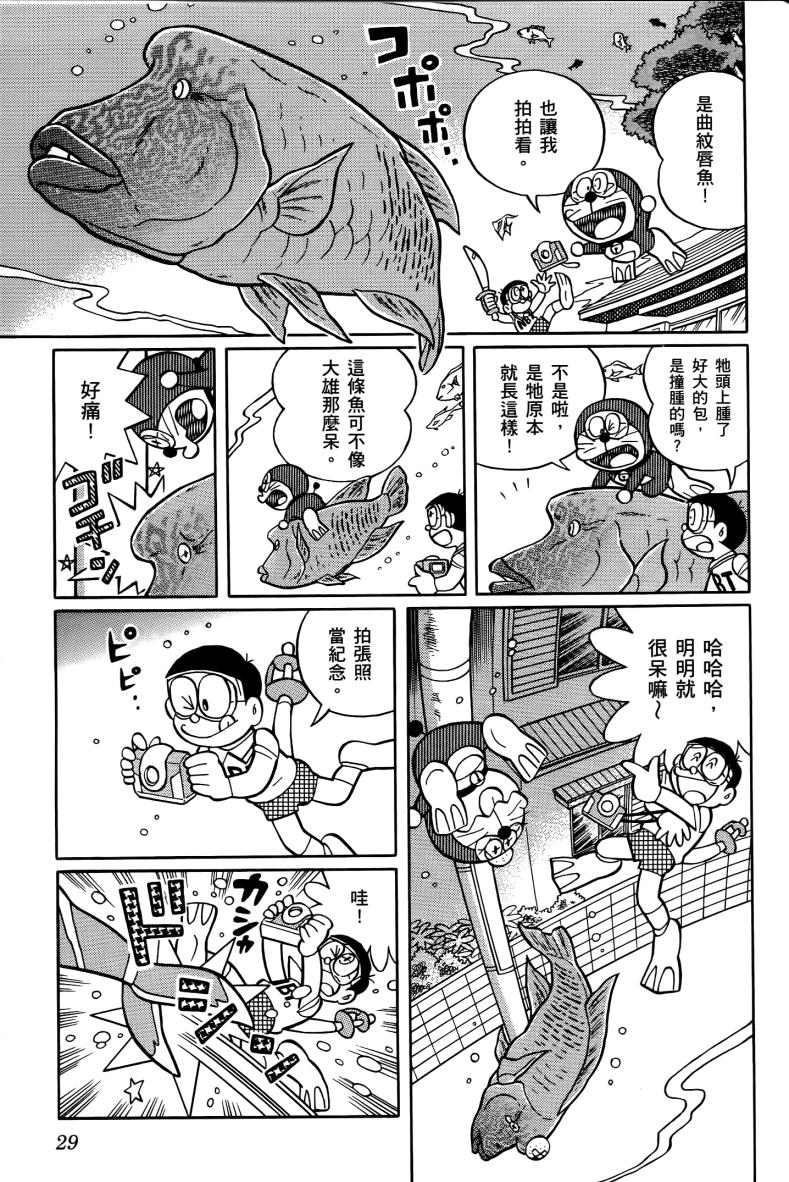 是曲紋唇魚！
也讓我
拍拍看。
コポポポ…
NB
牠頭上腫了
好大的包，
是撞腫的嗎？
不是啦，
是牠原本
就長這樣！
BT
這條魚可不像
大雄那麼呆。
好痛！
ゴチン
哈哈哈，
明明就
很呆嘛～
拍張照
當紀念。
ピピ…
哇！
カシャ
ド
29